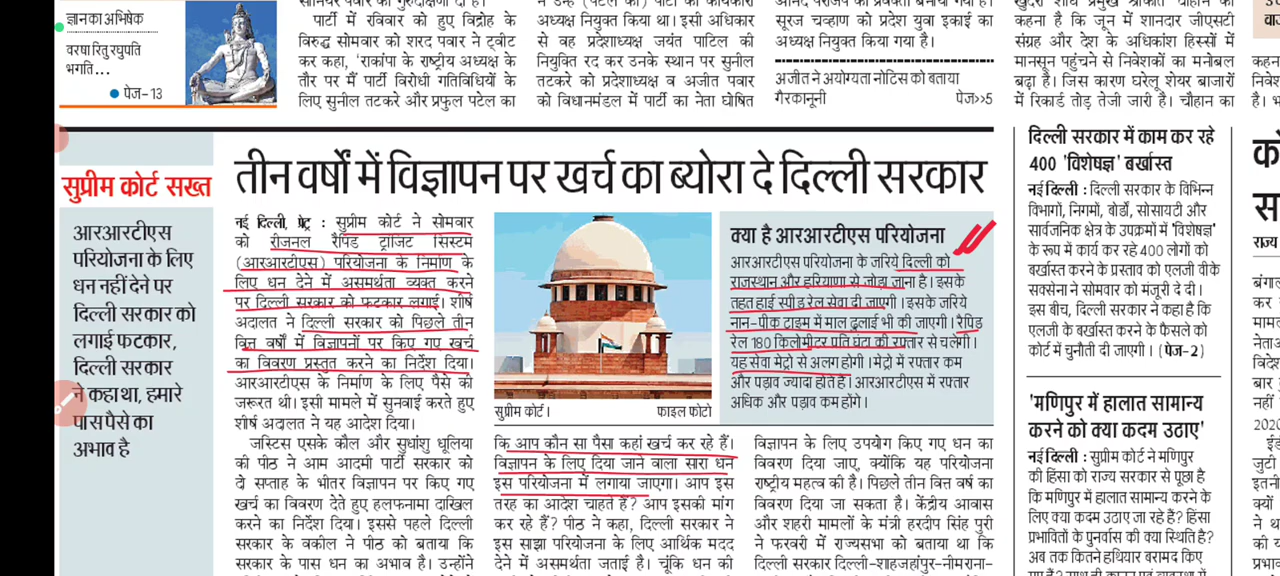 ज्ञानका अभिषेक
वरषा रितु रघुपति
भगति...
पेज-13
पार्टी में रविवार को हुए विद्रोह के
विरुद्ध सोमवार को शरद पवार ने ट्वीट
कर कहा, 'राकांपा के राष्ट्रीय अध्यक्ष के
तौर पर मैं पार्टी विरोधी गतिविधियों के
लिए सुनील तटकरे और प्रफुल पटेल का
अध्यक्ष नियुक्त किया था। इसी अधिकार
से वह प्रदेशाध्यक्ष जयंत पाटिल की
नियुक्ति रद कर उनके स्थान पर सुनील
तटकरे को प्रदेशाध्यक्ष व अजीत पवार
को विधानमंडल में पार्टी का नेता घोषित
सूरज चव्हाण को प्रदेश युवा इकाई का
अध्यक्ष नियुक्त किया गया है।
अजीत ने अयोग्यता नोटिस को बताया
गैरकानूनी पेज>>5
कहना है कि जून में शानदार जीएसटी
संग्रह और देश के अधिकांश हिस्सों में
मानसून पहुंचने से निवेशकों का मनोबल
बढ़ा है। जिस कारण घरेलू शेयर बाजारों
में रिकार्ड तोड़ तेजी जारी है। चौहान का
सुप्रीम कोर्ट सख्त
आरआरटीएस
परियोजना के लिए
धन नहीं देने पर
दिल्ली सरकार को
लगाई फटकार,
दिल्ली सरकार
ने कहा था, हमारे
पास पैसे का
अभाव है
तीन वर्षों में विज्ञापन पर खर्च का ब्योरा दे दिल्ली सरकार
नई दिल्ली, प्रेट्र : सुप्रीम कोर्ट ने सोमवार
को रीजनल रैपिड ट्रांजिट सिस्टम
(आरआरटीएस) परियोजना के निर्माण के
लिए धन देने में असमर्थता व्यक्त करने
पर दिल्ली सरकार को फटकार लगाई। शीर्ष
अदालत ने दिल्ली सरकार को पिछले तीन
वित्त वर्षों में विज्ञापनों पर किए गए खर्च
का विवरण प्रस्तुत करने का निर्देश दिया।
आरआरटीएस के निर्माण के लिए पैसे की
जरूरत थी। इसी मामले में सुनवाई करते हुए
शीर्ष अदालत ने यह आदेश दिया।
जस्टिस एसके कौल और सुधांशु धूलिया
की पीठ ने आम आदमी पार्टी सरकार को
दो सप्ताह के भीतर विज्ञापन पर किए गए
खर्च का विवरण देते हुए हलफनामा दाखिल
करने का निर्देश दिया। इससे पहले दिल्ली
सरकार के वकील ने पीठ को बताया कि
सरकार के पास धन का अभाव है। उन्होंने
सुप्रीम कोर्ट। फाइल फोटो
कि आप कौन सा पैसा कहां खर्च कर रहे हैं।
विज्ञापन के लिए दिया जाने वाला सारा धन
इस परियोजना में लगाया जाएगा। आप इस
तरह का आदेश चाहते हैं? आप इसकी मांग
कर रहे हैं? पीठ ने कहा, दिल्ली सरकार ने
इस साझा परियोजना के लिए आर्थिक मदद
देने में असमर्थता जताई है। चूंकि धन की
क्या है आरआरटीएस परियोजना
आरआरटीएस परियोजना के जरिये दिल्ली को
राजस्थान और हरियाणा से जोड़ा जाना है। इसके
तहत हाई स्पीड रेल सेवा दी जाएगी। इसके जरिये
नान-पीक टाइम में माल ढुलाई भी की जाएगी। रैपिड
रेल 180 किलोमीटर प्रति घंटा की रफ्तार से चलेगी।
यह सेवा मेट्रो से अलग होगी। मेट्रो में रफ्तार कम
और पड़ाव ज्यादा होते हैं। आरआरटीएस में रफ्तार
अधिक और पड़ाव कम होंगे।
विज्ञापन के लिए उपयोग किए गए धन का
विवरण दिया जाए, क्योंकि यह परियोजना
राष्ट्रीय महत्व की है। पिछले तीन वित्त वर्ष का
विवरण दिया जा सकता है। केंद्रीय आवास
और शहरी मामलों के मंत्री हरदीप सिंह पुरी
ने फरवरी में राज्यसभा को बताया था कि
दिल्ली सरकार दिल्ली-शाहजहांपुर-नीमराना-
दिल्ली सरकार में काम कर रहे
400 'विशेषज्ञ' बर्खास्त
नई दिल्ली : दिल्ली सरकार के विभिन्न
विभागों, निगमों, बोर्डों, सोसायटी और
सार्वजनिक क्षेत्र के उपक्रमों में 'विशेषज्ञ'
के रूप में कार्य कर रहे 400 लोगों को
बर्खास्त करने के प्रस्ताव को एलजी वीके
सक्सेना ने सोमवार को मंजूरी दे दी।
इस बीच, दिल्ली सरकार ने कहा है कि
एलजी के बर्खास्त करने के फैसले को
कोर्ट में चुनौती दी जाएगी। (पेज-2)
'मणिपुर में हालात सामान्य
करने को क्या कदम उठाए'
नई दिल्ली : सुप्रीम कोर्ट ने मणिपुर
की हिंसा को राज्य सरकार से पूछा है
कि मणिपुर में हालात सामान्य करने के
लिए क्या कदम उठाए जा रहे हैं? हिंसा
प्रभावितों के पुनर्वास की क्या स्थिति है?
अब तक कितने हथियार बरामद किए